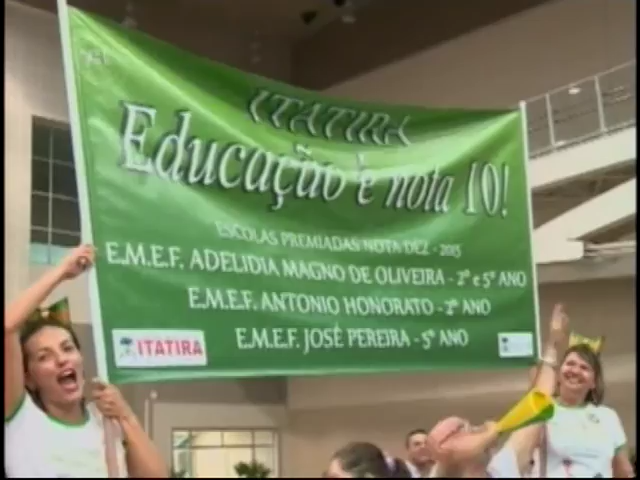 ITATIRA
Educação é nota 10!
ESCOLAS PREMIADAS NOTA DEZ - 2015
E.M.E.F. ADELIDIA MAGNO DE OLIVEIRA - 2º e 5º ANO
E.M.E.F. ANTONIO HONORATO - 2º ANO
E.M.E.F. JOSÉ PEREIRA - 5º ANO
ITATIRA